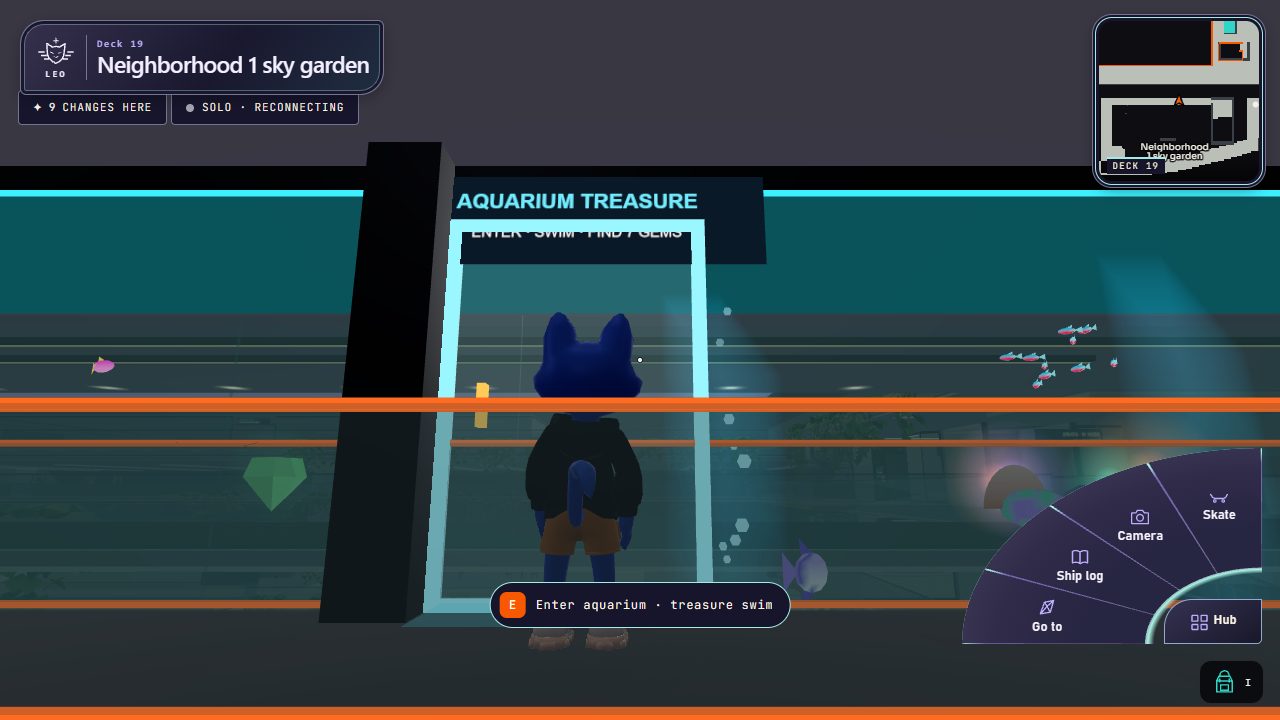 Deck 19
Neighborhood 1 sky garden
LEO
9 CHANGES HERE
SOLO · RECONNECTING
Neighborhood
1 sky garden
DECK 19
AQUARIUM TREASURE
ENTER · SWIM · FIND 7 GEMS
Skate
Camera
Ship log
Go to
Hub
E Enter aquarium · treasure swim
I